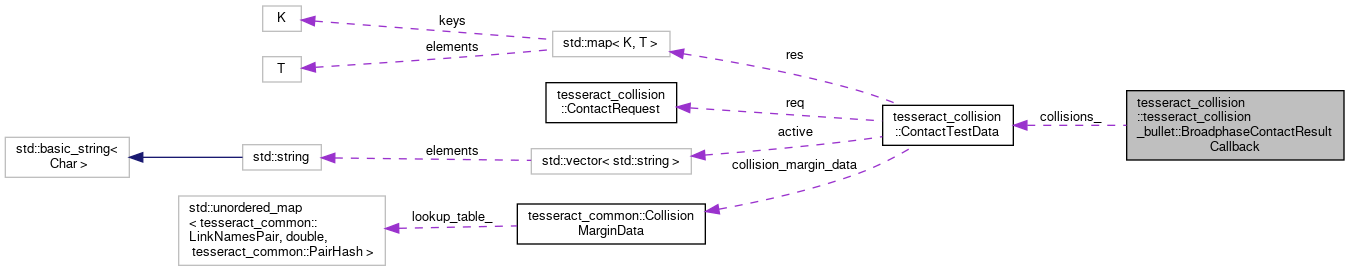 K
keys
std::map< K, T >
elements
T
res
tesseract_collision
::ContactRequest
req
tesseract_collision
::ContactTestData
collisions_
tesseract_collision
::tesseract_collision
_bullet::BroadphaseContactResult
Callback
active
std::basic_string<
Char >
std::string
elements
std::vector< std::string >
collision_margin_data
std::unordered_map
< tesseract_common::
LinkNamesPair, double,
tesseract_common::PairHash >
lookup_table_
tesseract_common::Collision
MarginData